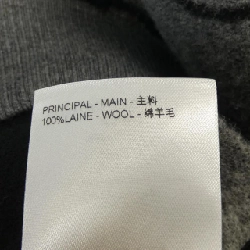 PRINCIPAL - MAIN - 主料
100%LAINE - WOOL - 绵羊毛